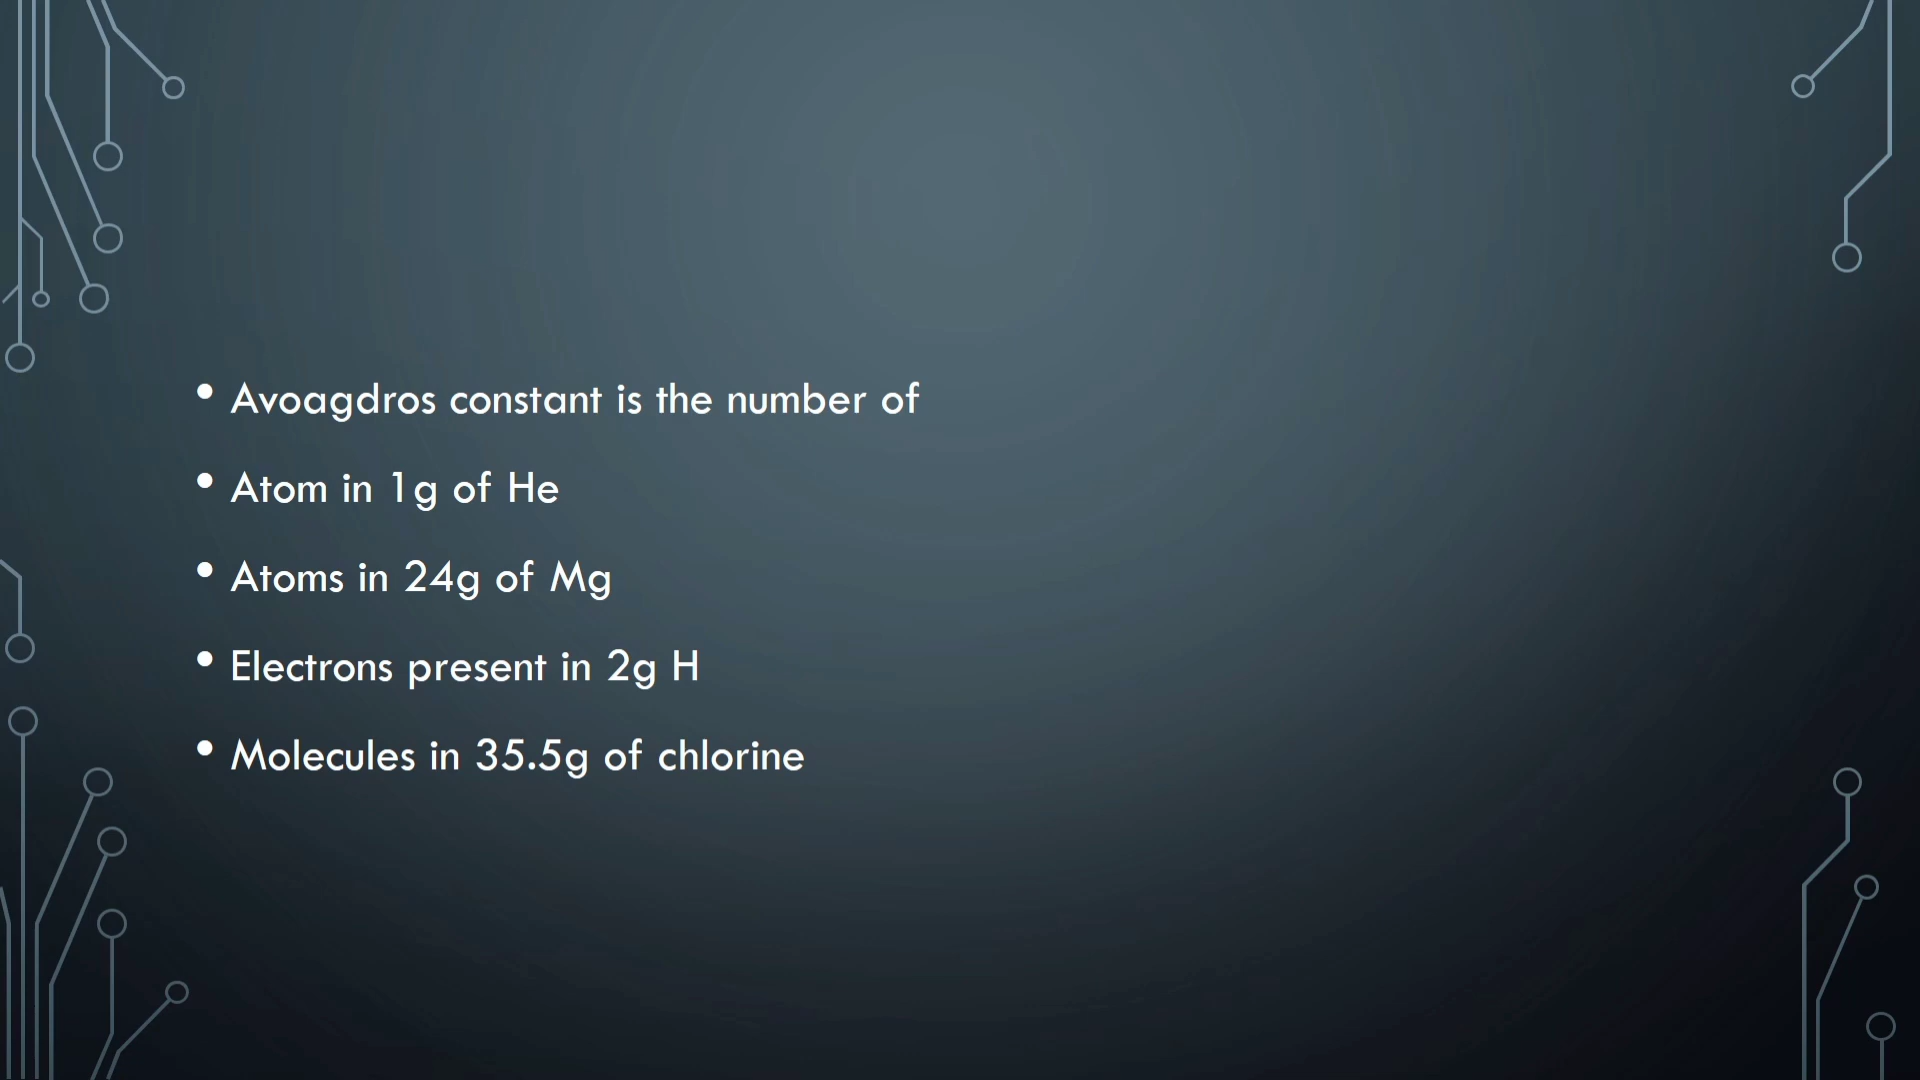 • Avoagdros constant is the number of
• Atom in 1g of He
• Atoms in 24g of Mg
• Electrons present in 2g H
• Molecules in 35.5g of chlorine